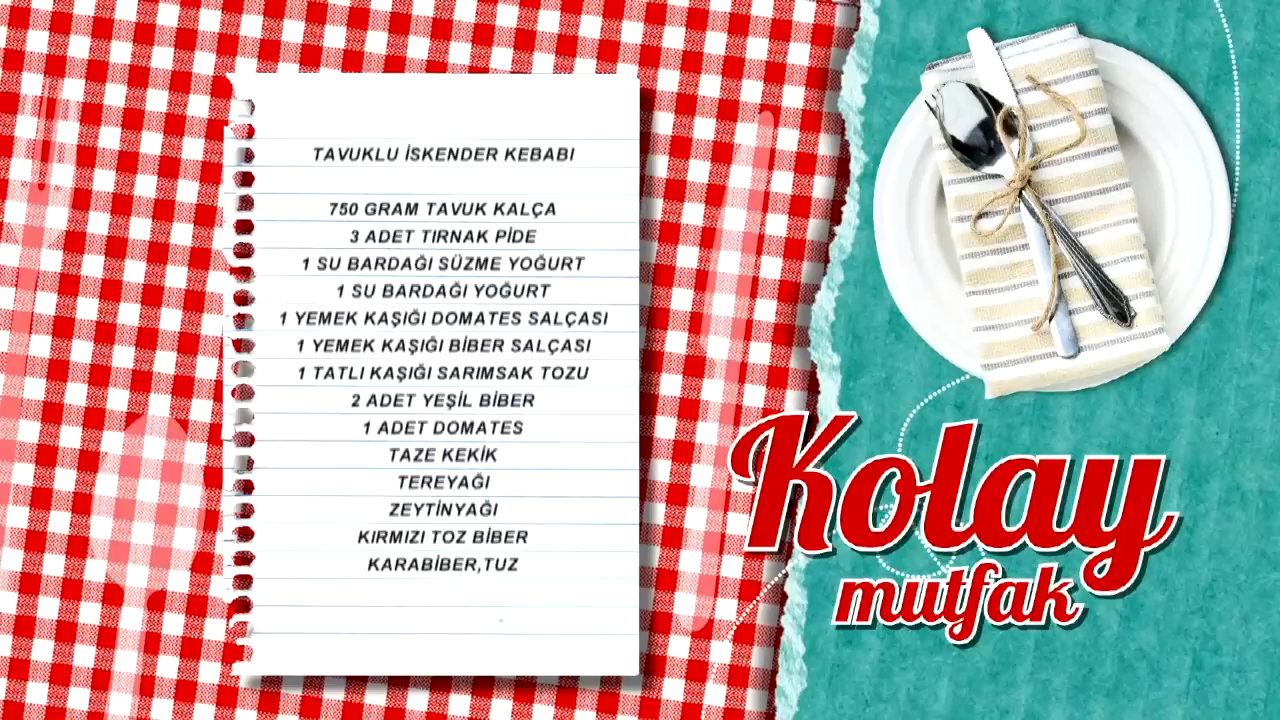 TAVUKLU İSKENDER KEBABI
750 GRAM TAVUK KALÇA
3 ADET TIRNAK PİDE
1 SU BARDAĞI SÜZME YOĞURT
1 SU BARDAĞI YOĞURT
1 YEMEK KAŞIĞI DOMATES SALÇASI
1 YEMEK KAŞIĞI BİBER SALÇASI
1 TATLI KAŞIĞI SARIMSAK TOZU
2 ADET YEŞİL BİBER
1 ADET DOMATES
TAZE KEKİK
TEREYAĞI
ZEYTİNYAĞI
KIRMIZI TOZ BİBER
KARABİBER,TUZ
Kolay
mutfak